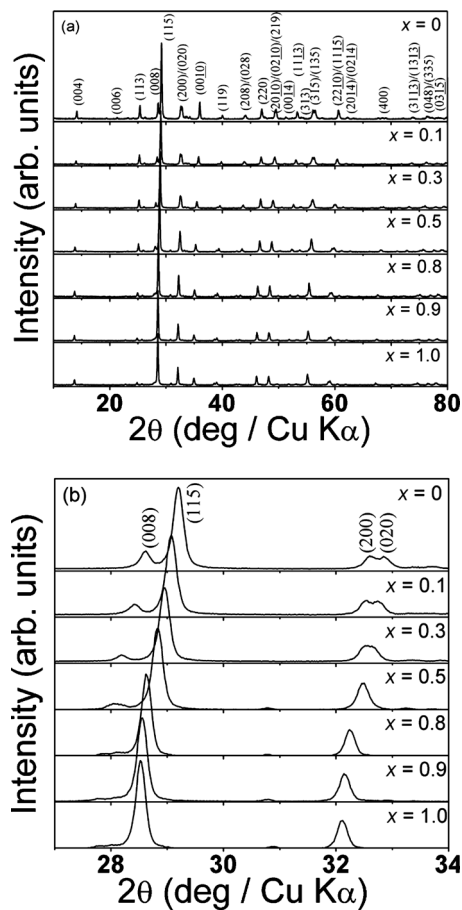 (a)
(115)
x = 0
(004)
(006)
(113)
(008)
(200)/(020)
(0010)
(119)
(208)/(028)
(220)
(2010)/(0210)/(219)
(0014)
(1113)
(313)
(315)/(135)
(2210)/(1115)
(2014)/(0214)
(400)
(3113)/(1313)
(048)/(335)
(0315)
x = 0.1
x = 0.3
x = 0.5
x = 0.8
x = 0.9
x = 1.0
Intensity (arb. units)
20 40 60 80
2θ (deg / Cu Kα)
(b)
x = 0
(008)
(115)
(200)
(020)
x = 0.1
x = 0.3
x = 0.5
x = 0.8
x = 0.9
x = 1.0
Intensity (arb. units)
28 30 32 34
2θ (deg / Cu Kα)